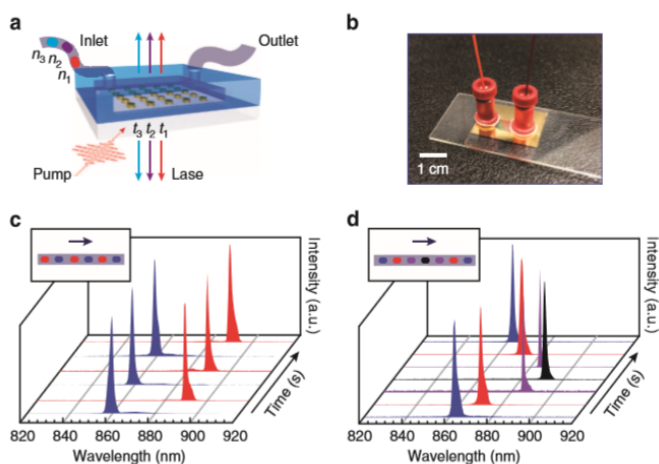 a
Inlet
Outlet
n3 n2
n1
t3 t2 t1
Pump
Lase
b
1 cm
c
Intensity (a.u.)
Time (s)
820 840 860 880 900 920
Wavelength (nm)
d
Intensity (a.u.)
Time (s)
820 840 860 880 900 920
Wavelength (nm)